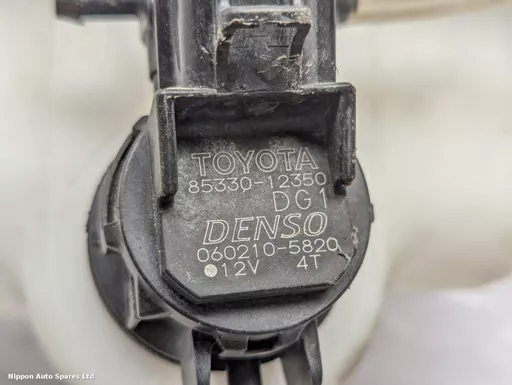 TOYOTA
85330-12350
DG1
DENSO
060210-5820
12V 4T
Nippon Auto Spares Ltd